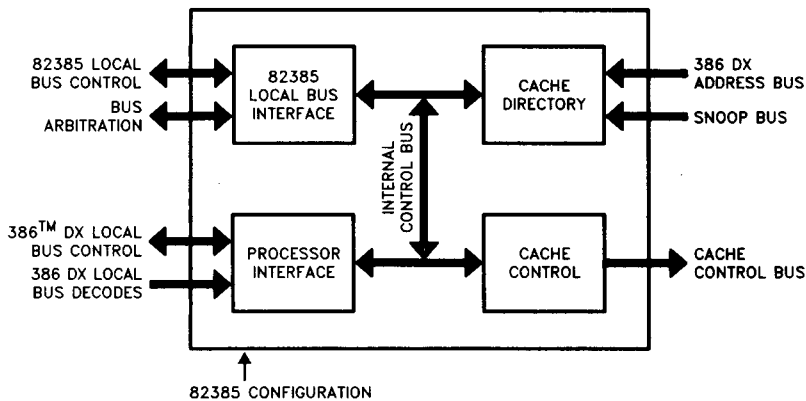 82385 LOCAL
BUS CONTROL
BUS
ARBITRATION
82385
LOCAL BUS
INTERFACE
CACHE
DIRECTORY
386 DX
ADDRESS BUS
SNOOP BUS
INTERNAL
CONTROL BUS
386™ DX LOCAL
BUS CONTROL
386 DX LOCAL
BUS DECODES
PROCESSOR
INTERFACE
CACHE
CONTROL
CACHE
CONTROL BUS
82385 CONFIGURATION